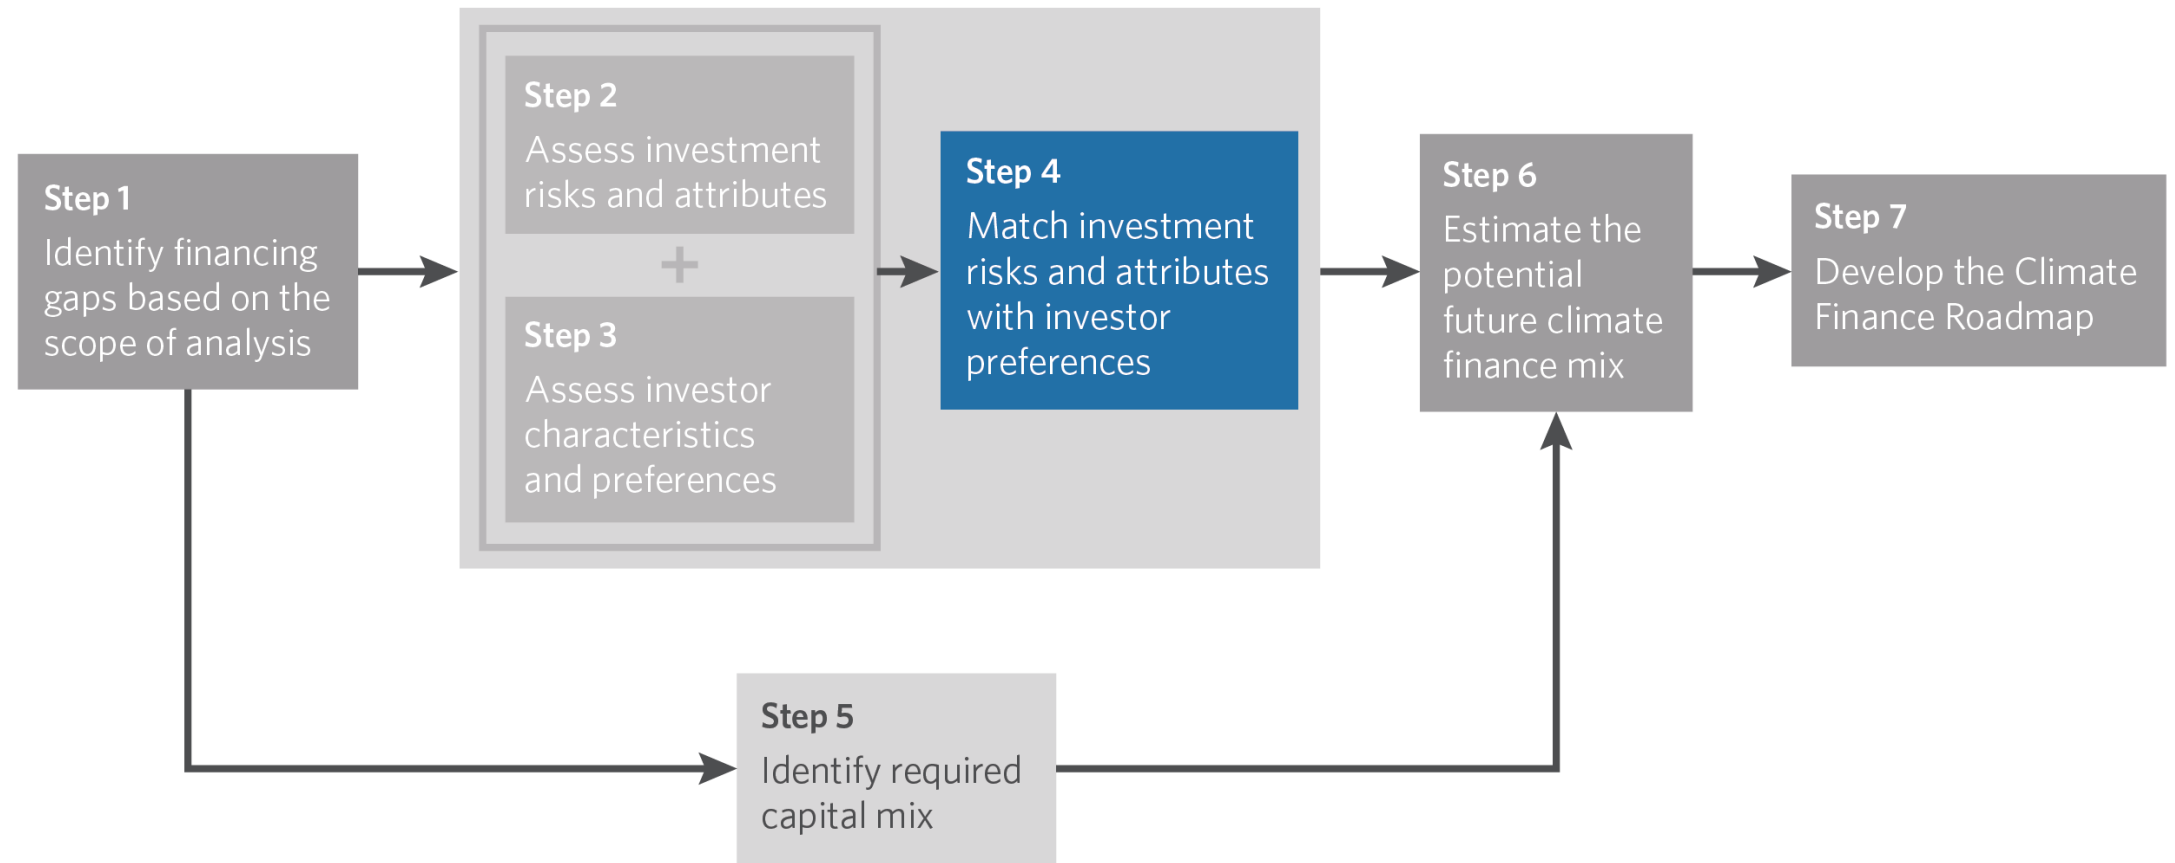 Step 1
Identify financing
gaps based on the
scope of analysis
Step 2
Assess investment
risks and attributes
+
Step 3
Assess investor
characteristics
and preferences
Step 4
Match investment
risks and attributes
with investor
preferences
Step 5
Identify required
capital mix
Step 6
Estimate the
potential
future climate
finance mix
Step 7
Develop the Climate
Finance Roadmap